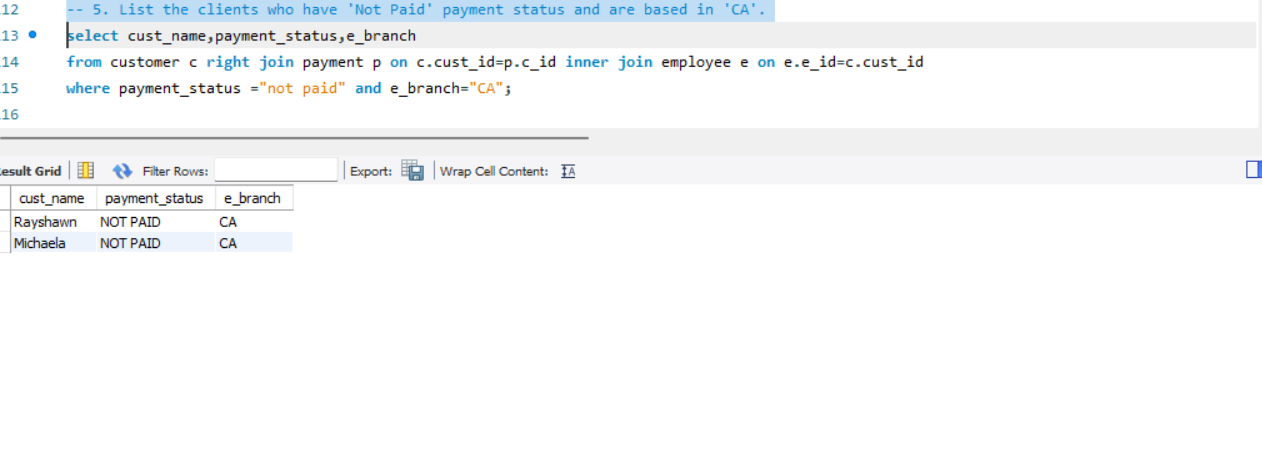 12 -- 5. List the clients who have 'Not Paid' payment status and are based in 'CA'.
13 select cust_name,payment_status,e_branch
14 from customer c right join payment p on c.cust_id=p.c_id inner join employee e on e.e_id=c.cust_id
15 where payment_status ="not paid" and e_branch="CA";
16
esult Grid Filter Rows: Export: Wrap Cell Content: IA
cust_name payment_status e_branch
Rayshawn NOT PAID CA
Michaela NOT PAID CA